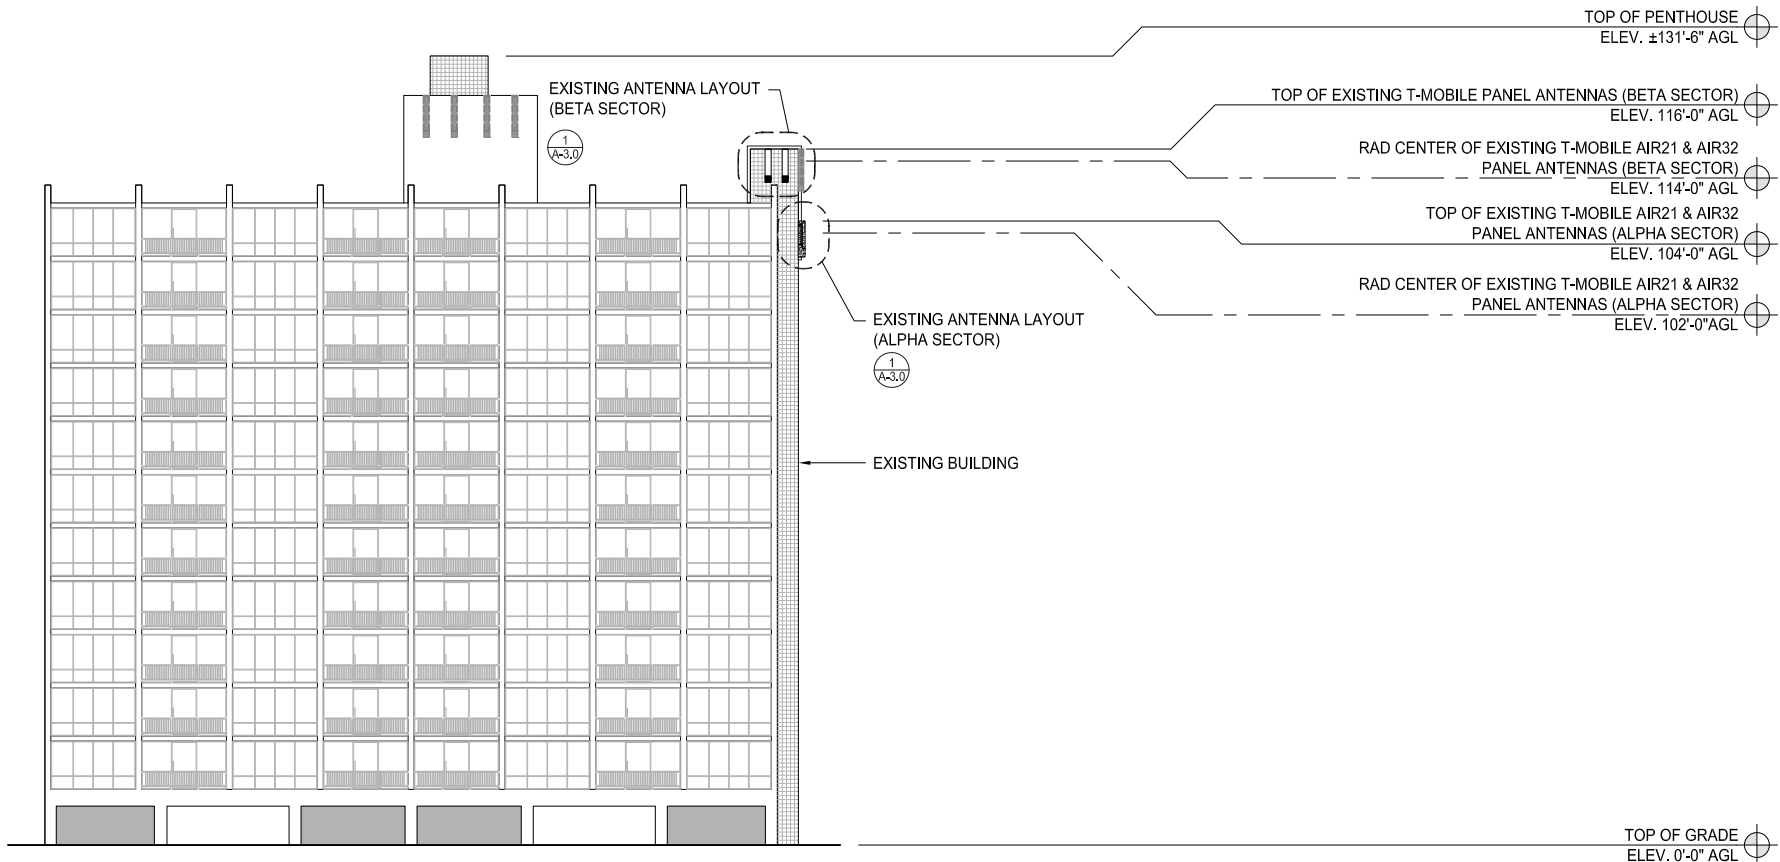 TOP OF PENTHOUSE
ELEV. ±131'-6" AGL
EXISTING ANTENNA LAYOUT
(BETA SECTOR)
1
A-3.0
TOP OF EXISTING T-MOBILE PANEL ANTENNAS (BETA SECTOR)
ELEV. 116'-0" AGL
RAD CENTER OF EXISTING T-MOBILE AIR21 & AIR32
PANEL ANTENNAS (BETA SECTOR)
ELEV. 114'-0" AGL
TOP OF EXISTING T-MOBILE AIR21 & AIR32
PANEL ANTENNAS (ALPHA SECTOR)
ELEV. 104'-0" AGL
RAD CENTER OF EXISTING T-MOBILE AIR21 & AIR32
PANEL ANTENNAS (ALPHA SECTOR)
ELEV. 102'-0"AGL
EXISTING ANTENNA LAYOUT
(ALPHA SECTOR)
1
A-3.0
EXISTING BUILDING
TOP OF GRADE
ELEV. 0'-0" AGL